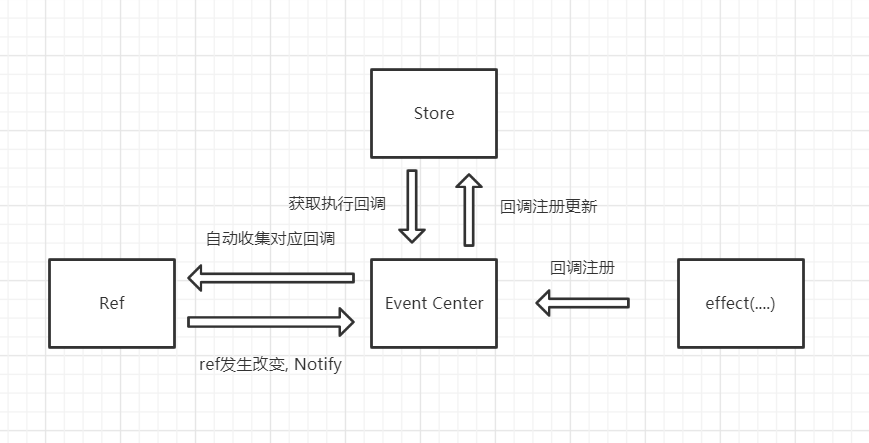 Store
获取执行回调
回调注册更新
自动收集对应回调
回调注册
Ref
Event Center
effect(....)
ref发生改变, Notify